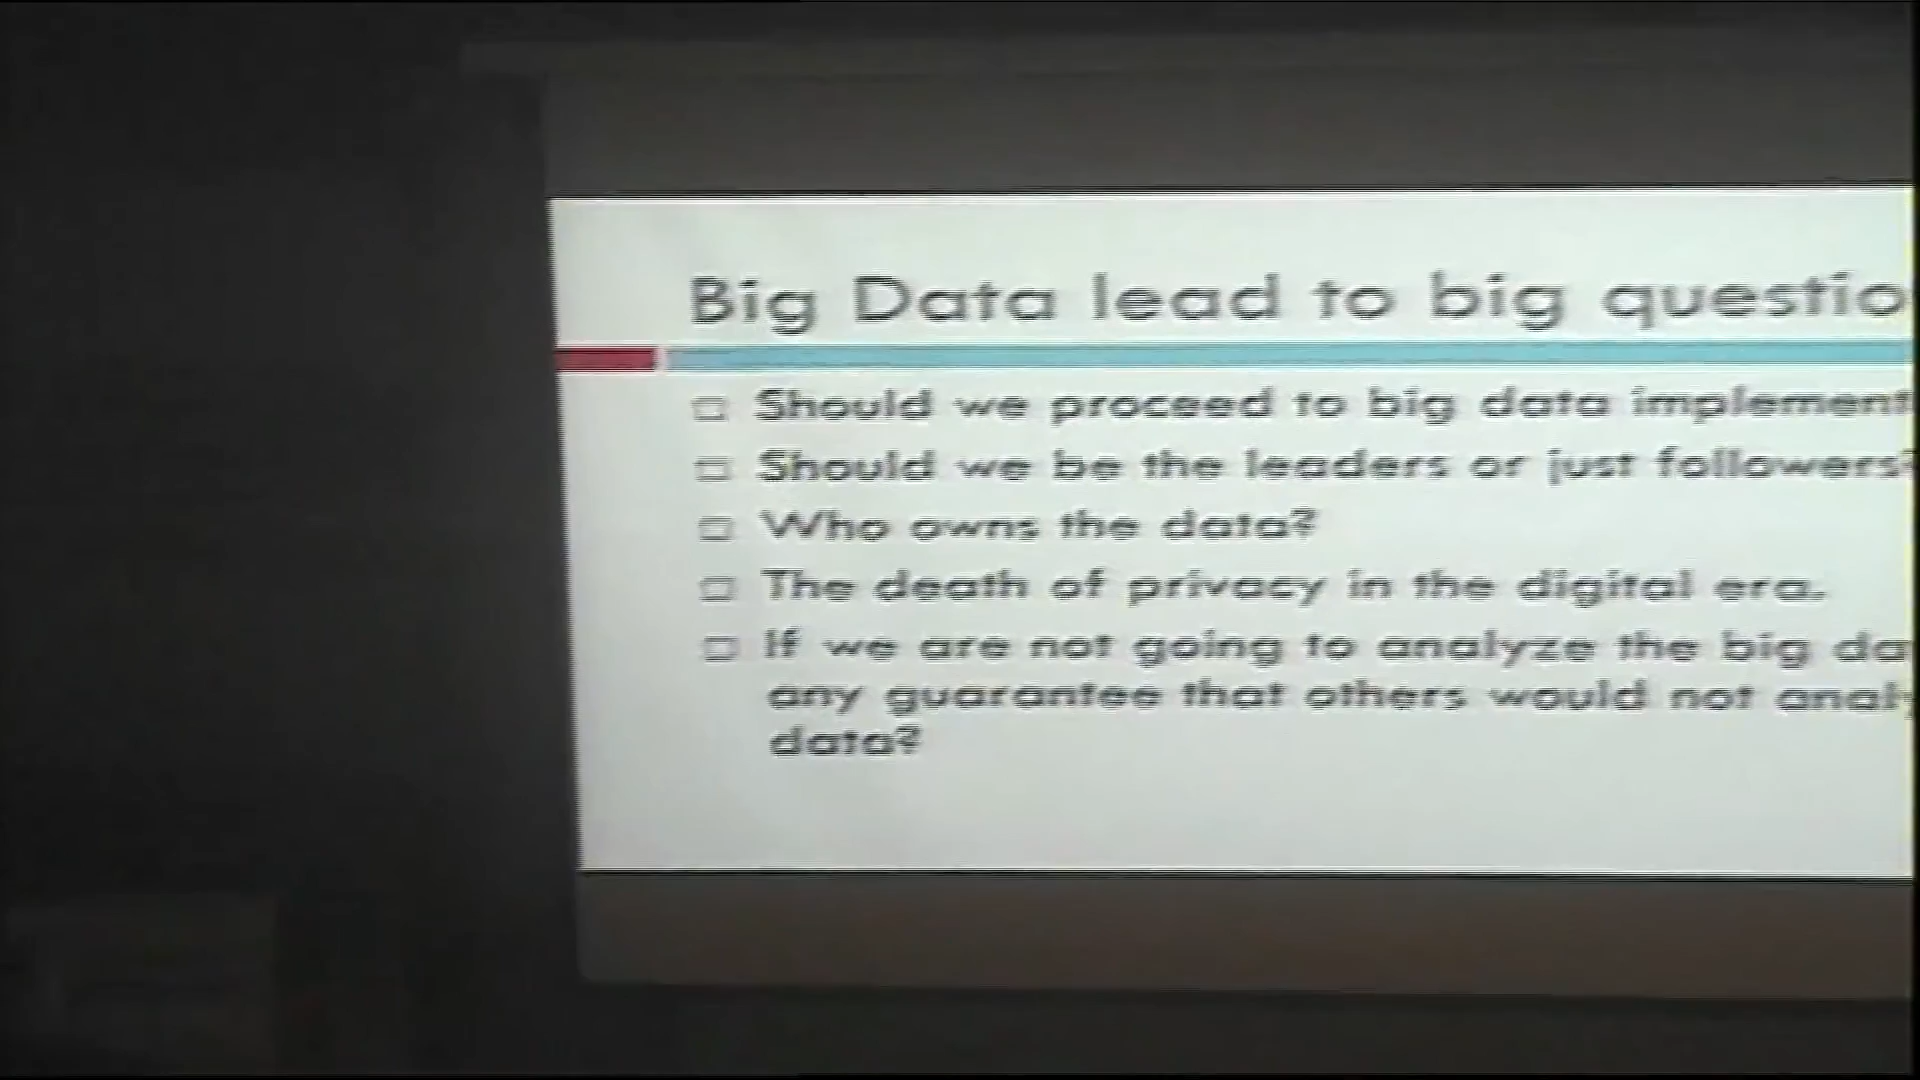 Big Data lead to big questio
Should we proceed to big data implement
Should we be the leaders or just followers?
Who owns the data?
The death of privacy in the digital era.
If we are not going to analyze the big da
any guarantee that others would not analy
data?